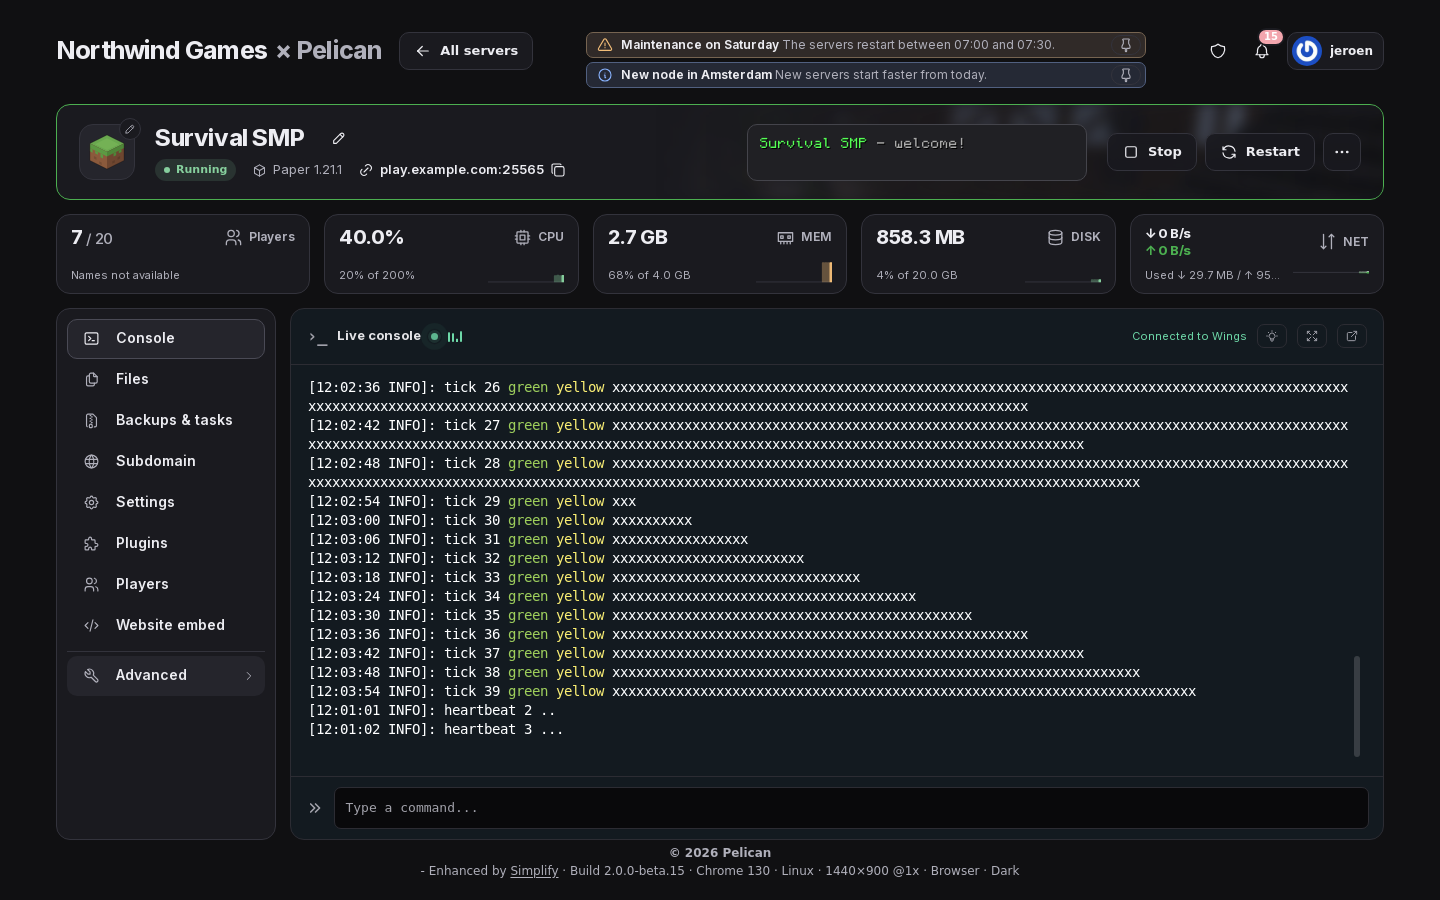 Northwind Games × Pelican
All servers
Maintenance on Saturday The servers restart between 07:00 and 07:30.
New node in Amsterdam New servers start faster from today.
15
jeroen
Survival SMP
Running
Paper 1.21.1
play.example.com:25565
Survival SMP - welcome!
Stop
Restart
7 / 20
Players
Names not available
40.0%
CPU
20% of 200%
2.7 GB
MEM
68% of 4.0 GB
858.3 MB
DISK
4% of 20.0 GB
↓ 0 B/s
↑ 0 B/s
NET
Used ↓ 29.7 MB / ↑ 95...
Console
Files
Backups & tasks
Subdomain
Settings
Plugins
Players
Website embed
Advanced
Live console
Connected to Wings
[12:02:36 INFO]: tick 26 green yellow xxxxxxxxxxxxxxxxxxxxxxxxxxxxxxxxxxxxxxxxxxxxxxxxxxxxxxxxxxxxxxxxxxxxxxxxxxxxxxxxxxxxxxxxxxxx
xxxxxxxxxxxxxxxxxxxxxxxxxxxxxxxxxxxxxxxxxxxxxxxxxxxxxxxxxxxxxxxxxxxxxxxxxxxxxxxxxxxxxxxxxx
[12:02:42 INFO]: tick 27 green yellow xxxxxxxxxxxxxxxxxxxxxxxxxxxxxxxxxxxxxxxxxxxxxxxxxxxxxxxxxxxxxxxxxxxxxxxxxxxxxxxxxxxxxxxxxxxx
xxxxxxxxxxxxxxxxxxxxxxxxxxxxxxxxxxxxxxxxxxxxxxxxxxxxxxxxxxxxxxxxxxxxxxxxxxxxxxxxxxxxxxxxxxxxxxxxx
[12:02:48 INFO]: tick 28 green yellow xxxxxxxxxxxxxxxxxxxxxxxxxxxxxxxxxxxxxxxxxxxxxxxxxxxxxxxxxxxxxxxxxxxxxxxxxxxxxxxxxxxxxxxxxxxx
xxxxxxxxxxxxxxxxxxxxxxxxxxxxxxxxxxxxxxxxxxxxxxxxxxxxxxxxxxxxxxxxxxxxxxxxxxxxxxxxxxxxxxxxxxxxxxxxxxxxxxxx
[12:02:54 INFO]: tick 29 green yellow xxx
[12:03:00 INFO]: tick 30 green yellow xxxxxxxxxx
[12:03:06 INFO]: tick 31 green yellow xxxxxxxxxxxxxxxxx
[12:03:12 INFO]: tick 32 green yellow xxxxxxxxxxxxxxxxxxxxxxxx
[12:03:18 INFO]: tick 33 green yellow xxxxxxxxxxxxxxxxxxxxxxxxxxxxxxx
[12:03:24 INFO]: tick 34 green yellow xxxxxxxxxxxxxxxxxxxxxxxxxxxxxxxxxxxxxx
[12:03:30 INFO]: tick 35 green yellow xxxxxxxxxxxxxxxxxxxxxxxxxxxxxxxxxxxxxxxxxxxxx
[12:03:36 INFO]: tick 36 green yellow xxxxxxxxxxxxxxxxxxxxxxxxxxxxxxxxxxxxxxxxxxxxxxxxxxxx
[12:03:42 INFO]: tick 37 green yellow xxxxxxxxxxxxxxxxxxxxxxxxxxxxxxxxxxxxxxxxxxxxxxxxxxxxxxxxxxx
[12:03:48 INFO]: tick 38 green yellow xxxxxxxxxxxxxxxxxxxxxxxxxxxxxxxxxxxxxxxxxxxxxxxxxxxxxxxxxxxxxxxxxx
[12:03:54 INFO]: tick 39 green yellow xxxxxxxxxxxxxxxxxxxxxxxxxxxxxxxxxxxxxxxxxxxxxxxxxxxxxxxxxxxxxxxxxxxxxxxxx
[12:01:01 INFO]: heartbeat 2 ..
[12:01:02 INFO]: heartbeat 3 ...
Type a command...
© 2026 Pelican
- Enhanced by Simplify · Build 2.0.0-beta.15 · Chrome 130 · Linux · 1440×900 @1x · Browser · Dark